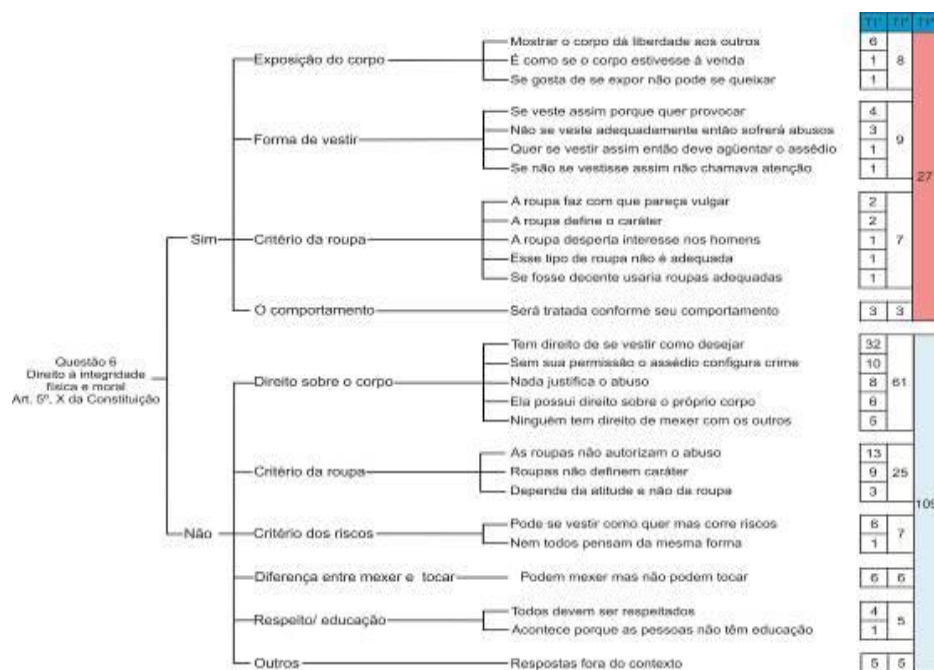 Exposição do corpo
Mostrar o corpo dá liberdade aos outros 6
É como se o corpo estivesse à venda 1 8
Se gosta de se expor não pode se queixar 1
Forma de vestir
Se veste assim porque quer provocar 4
Não se veste adequadamente então sofrerá abusos 3
Quer se vestir assim então deve agüentar o assédio 1 9
Se não se vestisse assim não chamava atenção 1
27
Sim
Critério da roupa
A roupa faz com que pareça vulgar 2
A roupa define o caráter 2
A roupa desperta interesse nos homens 1 7
Esse tipo de roupa não é adequada 1
Se fosse decente usaria roupas adequadas 1
O comportamento
Será tratada conforme seu comportamento 3 3
Questão 6
Direito à integridade
física e moral
Art. 5º, X da Constituição
Direito sobre o corpo
Tem direito de se vestir como desejar 32
Sem sua permissão o assédio configura crime 10
Nada justifica o abuso 8 61
Ela possui direito sobre o próprio corpo 6
Ninguém tem direito de mexer com os outros 5
Critério da roupa
As roupas não autorizam o abuso 13
Roupas não definem caráter 9 25
Depende da atitude e não da roupa 3
109
Não
Critério dos riscos
Pode se vestir como quer mas corre riscos 6
Nem todos pensam da mesma forma 1 7
Diferença entre mexer e tocar
Podem mexer mas não podem tocar 6 6
Respeito/ educação
Todos devem ser respeitados 4
Acontece porque as pessoas não têm educação 1 5
Outros
Respostas fora do contexto 5 5